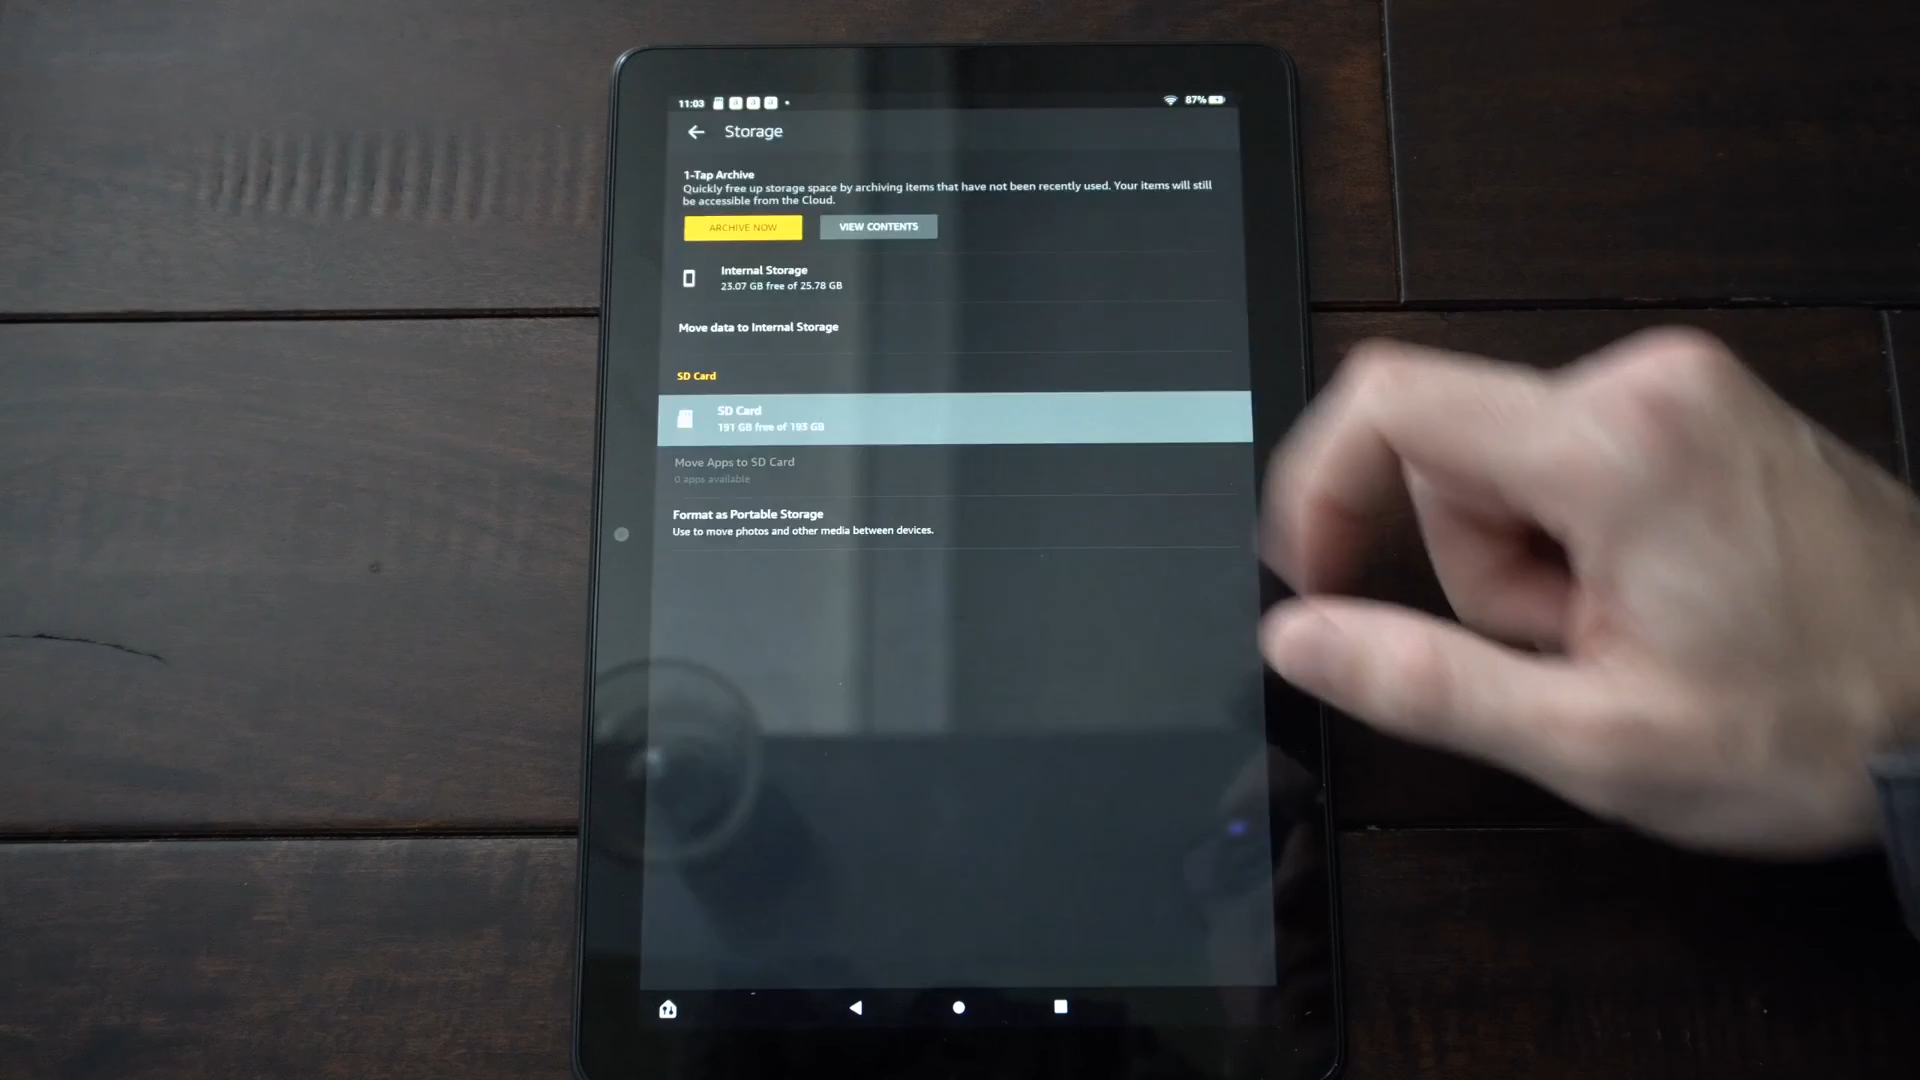 11:03
87%
Storage
1-Tap Archive
Quickly free up storage space by archiving items that have not been recently used. Your items will still
be accessible from the Cloud.
ARCHIVE NOW
VIEW CONTENTS
Internal Storage
23.07 GB free of 25.78 GB
Move data to Internal Storage
SD Card
SD Card
191 GB free of 193 GB
Move Apps to SD Card
0 apps available
Format as Portable Storage
Use to move photos and other media between devices.